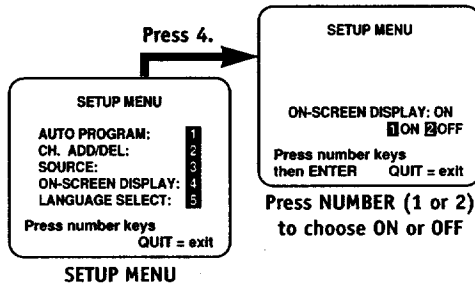 Press 4.
SETUP MENU
AUTO PROGRAM: 1
CH. ADD/DEL: 2
SOURCE: 3
ON-SCREEN DISPLAY: 4
LANGUAGE SELECT: 5
Press number keys
QUIT = exit
SETUP MENU
SETUP MENU
ON-SCREEN DISPLAY: ON
1 ON 2 OFF
Press number keys
then ENTER QUIT = exit
Press NUMBER (1 or 2)
to choose ON or OFF